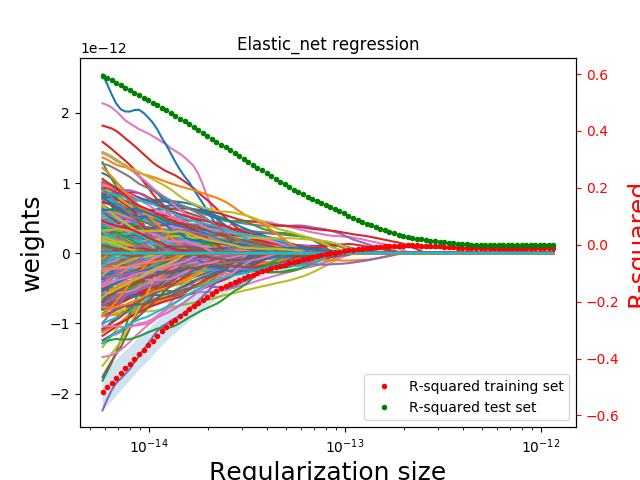 Elastic_net regression
1e−12
2
1
0
−1
−2
weights
0.6
0.4
0.2
0.0
−0.2
−0.4
−0.6
R-squared
R-squared training set
R-squared test set
10−14
10−13
10−12
Regularization size